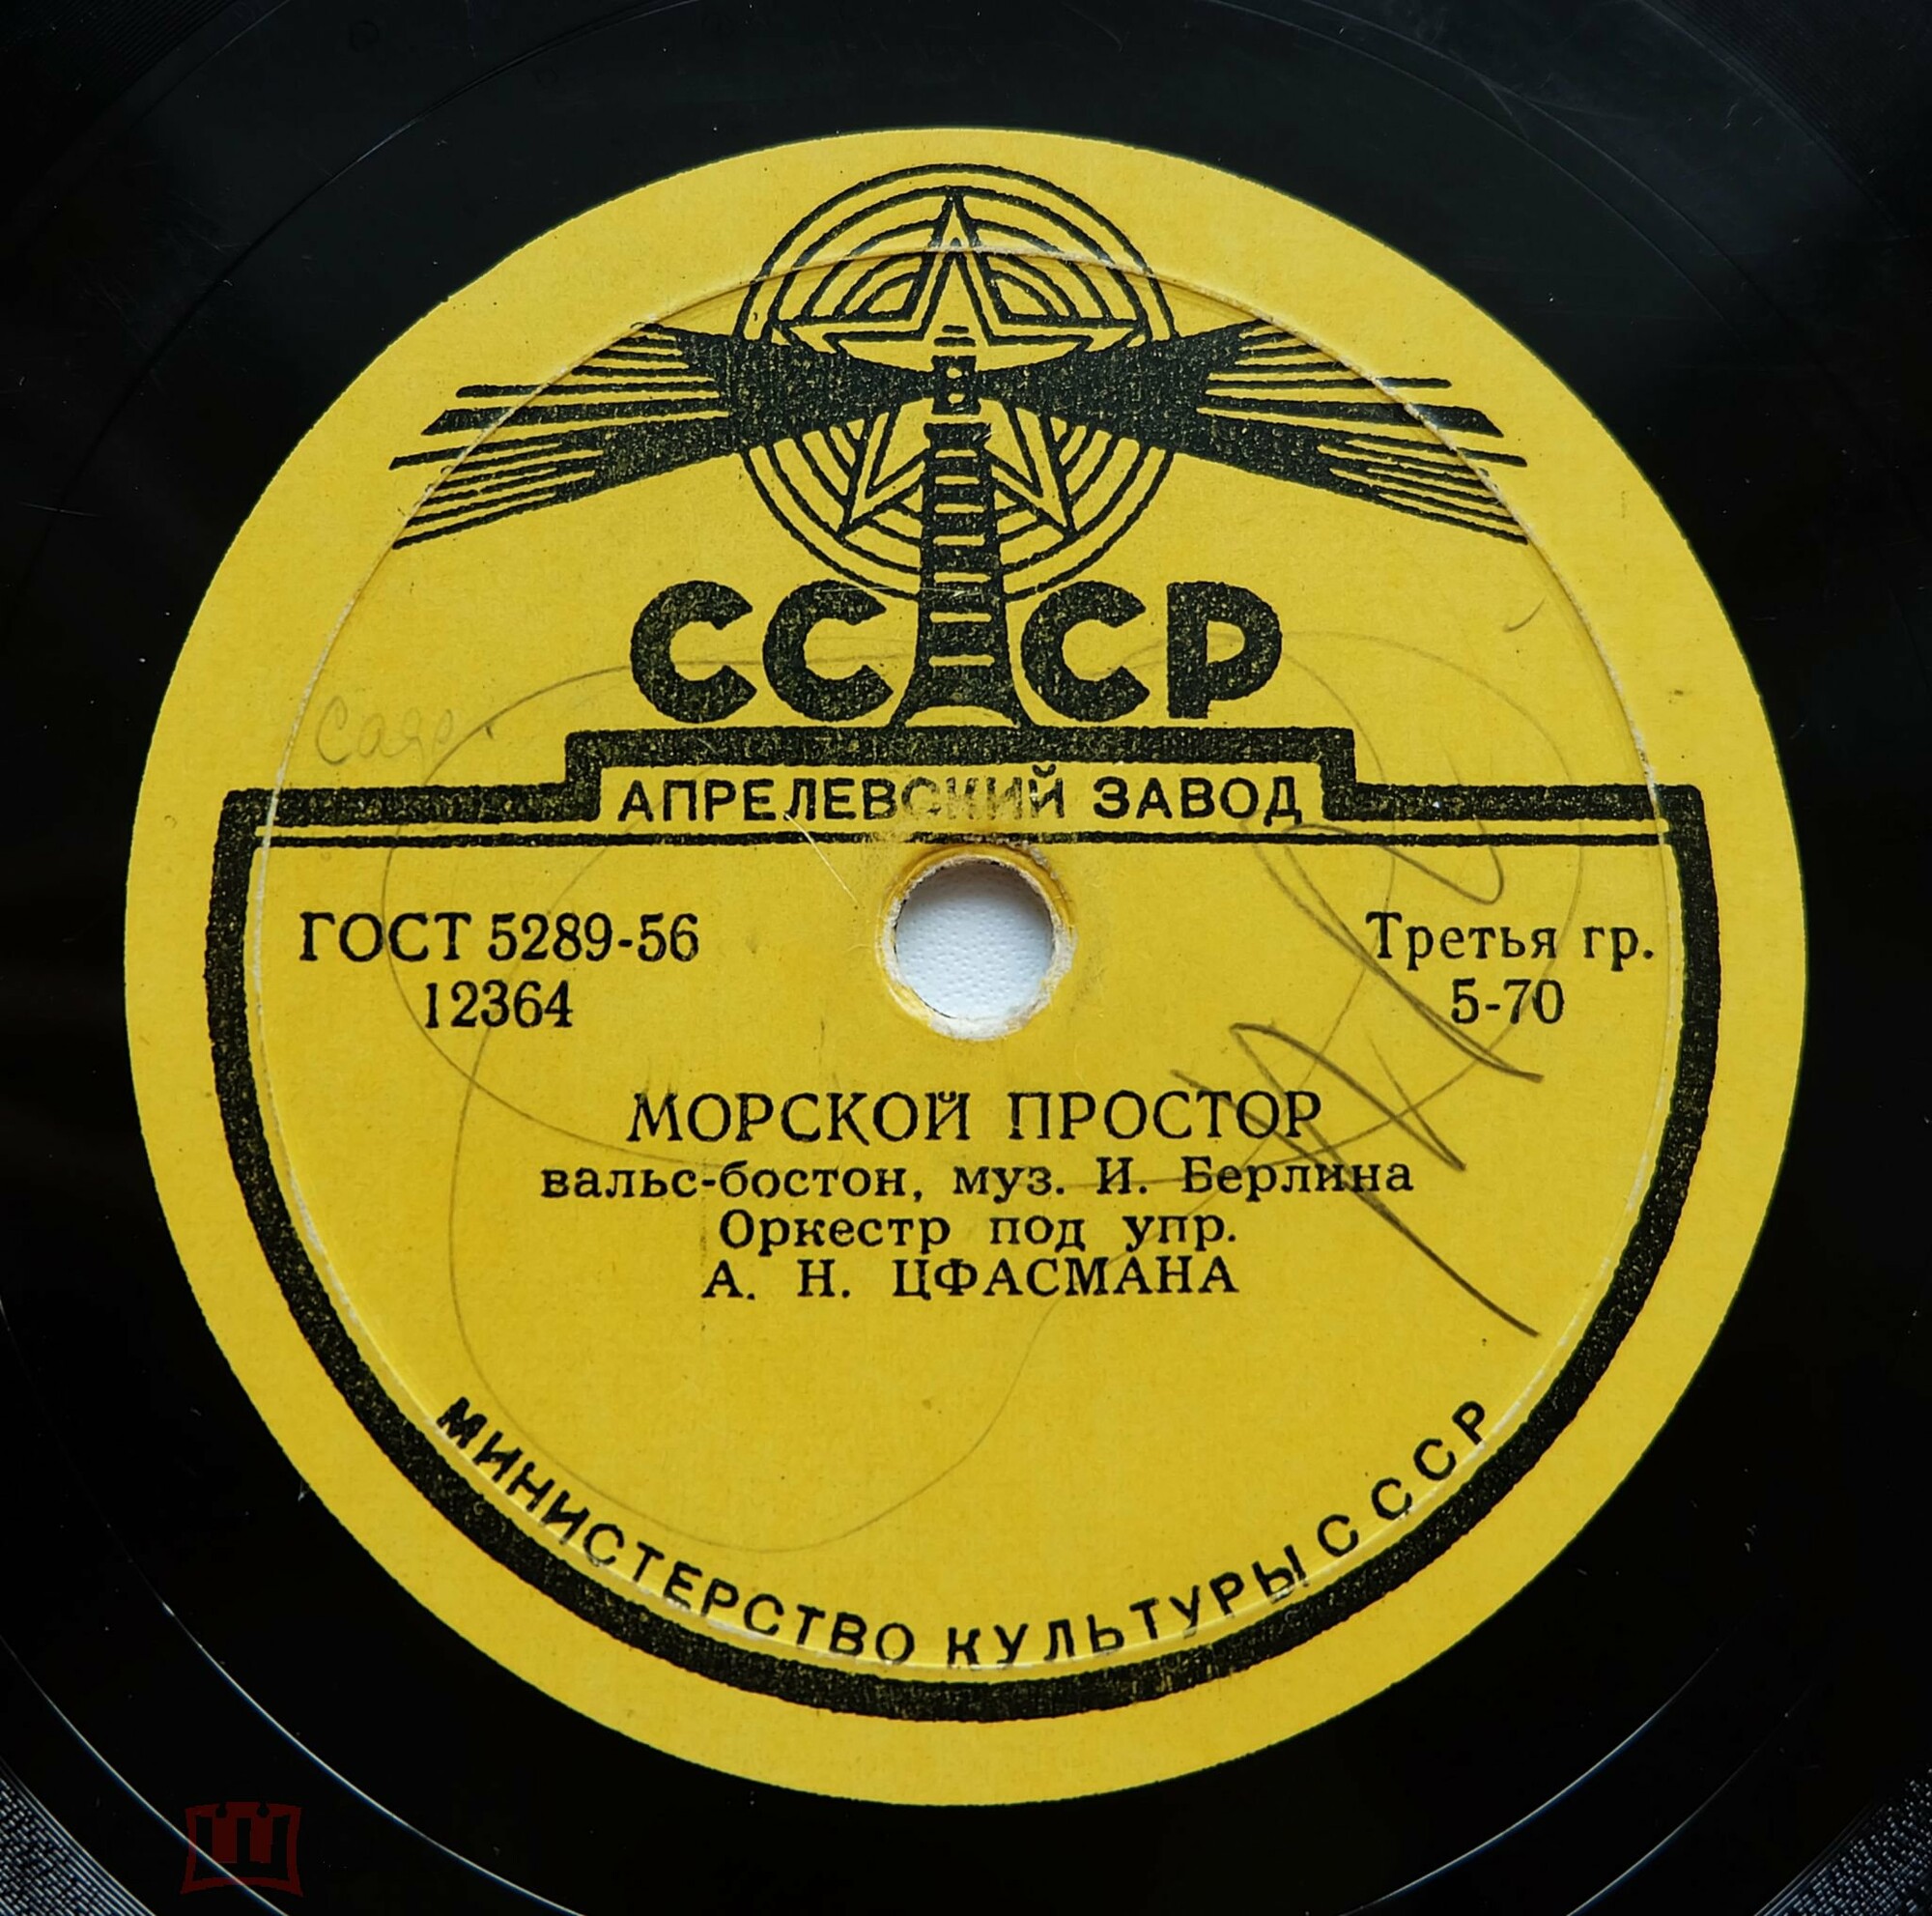 СССР
АПРЕЛЕВСКИЙ ЗАВОД
ГОСТ 5289-56
12364
Третья гр.
5-70
МОРСКОЙ ПРОСТОР
вальс-бостон, муз. И. Берлина
Оркестр под упр.
А. Н. ЦФАСМАНА
МИНИСТЕРСТВО КУЛЬТУРЫ СССР